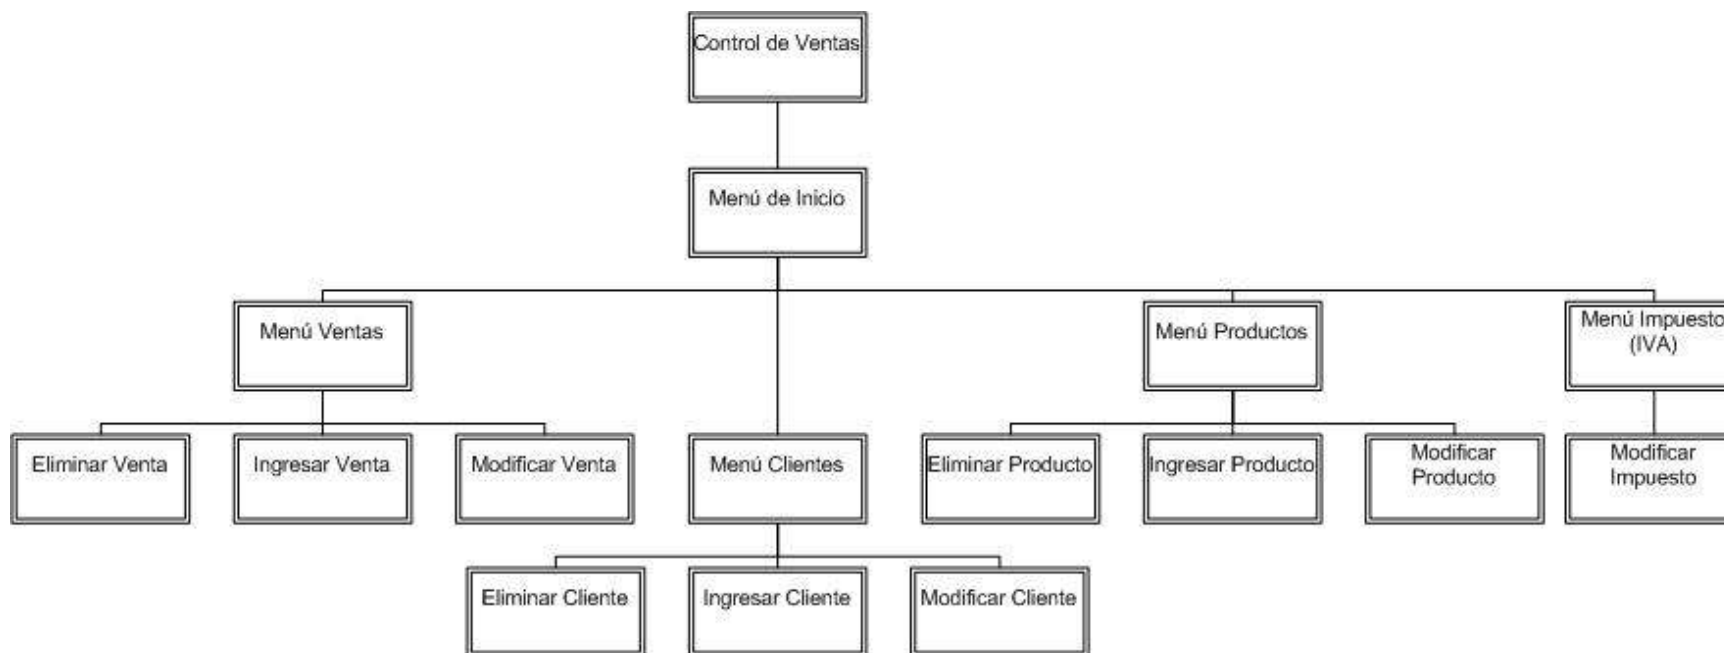 Control de Ventas
Menú de Inicio
Menú Ventas
Menú Productos
Menú Impuesto
(IVA)
Eliminar Venta
Ingresar Venta
Modificar Venta
Menú Clientes
Eliminar Producto
Ingresar Producto
Modificar
Producto
Modificar
Impuesto
Eliminar Cliente
Ingresar Cliente
Modificar Cliente